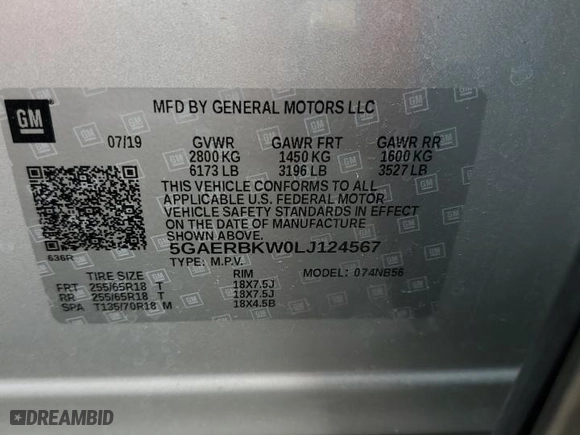 GM
MFD BY GENERAL MOTORS LLC
07/19 GVWR GAWR FRT GAWR RR
2800 KG 1450 KG 1600 KG
6173 LB 3196 LB 3527 LB
THIS VEHICLE CONFORMS TO ALL
APPLICABLE U.S. FEDERAL MOTOR
VEHICLE SAFETY STANDARDS IN EFFECT
ON THE DATE OF MANUFACTURE
SHOWN ABOVE.
5GAERBKW0LJ124567
636R
TYPE: M.P.V. MODEL: 074NB56
TIRE SIZE RIM
FRT 255/65R18 T 18X7.5J
RR 255/65R18 T 18X7.5J
SPA T135/70R18 M 18X4.5B
DREAMBID